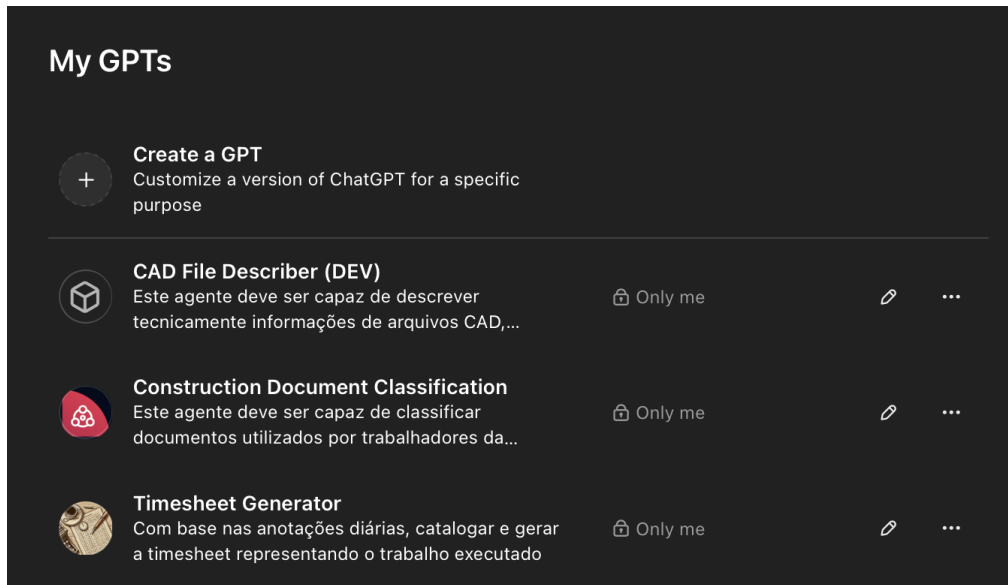 My GPTs
Create a GPT
Customize a version of ChatGPT for a specific
purpose
CAD File Describer (DEV)
Este agente deve ser capaz de descrever
tecnicamente informações de arquivos CAD,...
Only me
Construction Document Classification
Este agente deve ser capaz de classificar
documentos utilizados por trabalhadores da...
Only me
Timesheet Generator
Com base nas anotações diárias, catalogar e gerar
a timesheet representando o trabalho executado
Only me